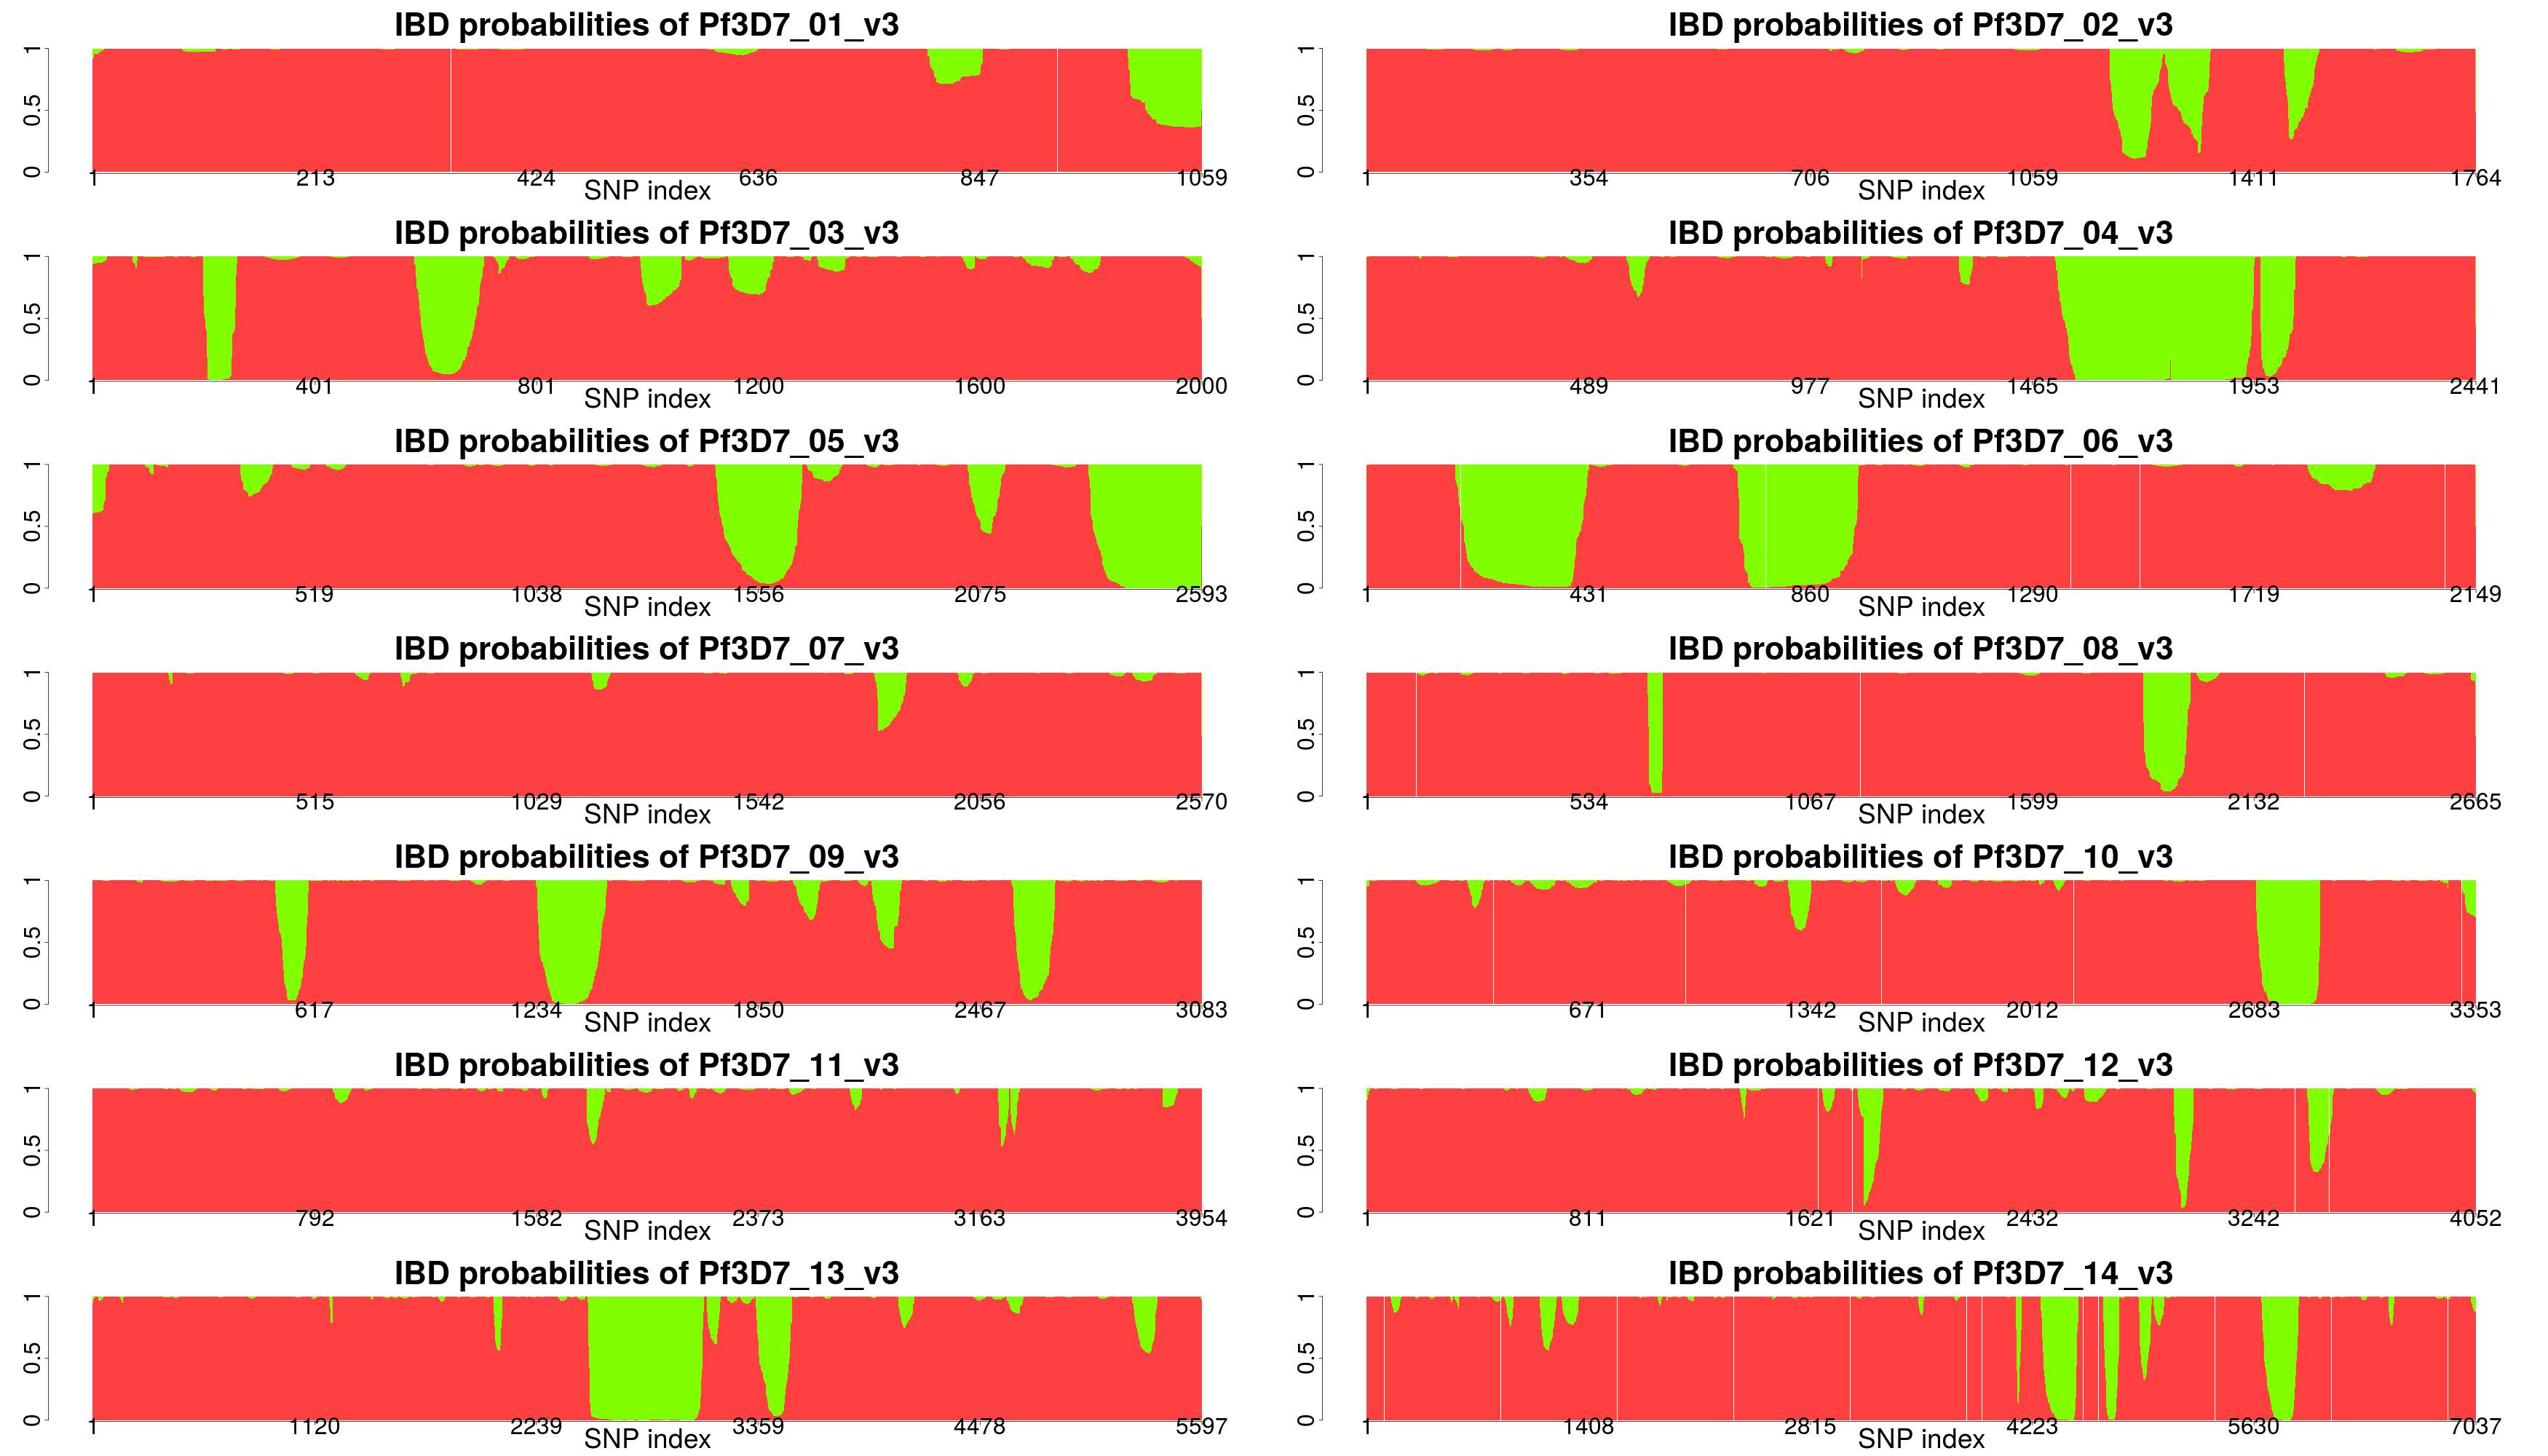 IBD probabilities of Pf3D7_01_v3
0 0.5 1
1 213 424 636 847 1059
SNP index
IBD probabilities of Pf3D7_02_v3
0 0.5 1
1 354 706 1059 1411 1764
SNP index
IBD probabilities of Pf3D7_03_v3
0 0.5 1
1 401 801 1200 1600 2000
SNP index
IBD probabilities of Pf3D7_04_v3
0 0.5 1
1 489 977 1465 1953 2441
SNP index
IBD probabilities of Pf3D7_05_v3
0 0.5 1
1 519 1038 1556 2075 2593
SNP index
IBD probabilities of Pf3D7_06_v3
0 0.5 1
1 431 860 1290 1719 2149
SNP index
IBD probabilities of Pf3D7_07_v3
0 0.5 1
1 515 1029 1542 2056 2570
SNP index
IBD probabilities of Pf3D7_08_v3
0 0.5 1
1 534 1067 1599 2132 2665
SNP index
IBD probabilities of Pf3D7_09_v3
0 0.5 1
1 617 1234 1850 2467 3083
SNP index
IBD probabilities of Pf3D7_10_v3
0 0.5 1
1 671 1342 2012 2683 3353
SNP index
IBD probabilities of Pf3D7_11_v3
0 0.5 1
1 792 1582 2373 3163 3954
SNP index
IBD probabilities of Pf3D7_12_v3
0 0.5 1
1 811 1621 2432 3242 4052
SNP index
IBD probabilities of Pf3D7_13_v3
0 0.5 1
1 1120 2239 3359 4478 5597
SNP index
IBD probabilities of Pf3D7_14_v3
0 0.5 1
1 1408 2815 4223 5630 7037
SNP index